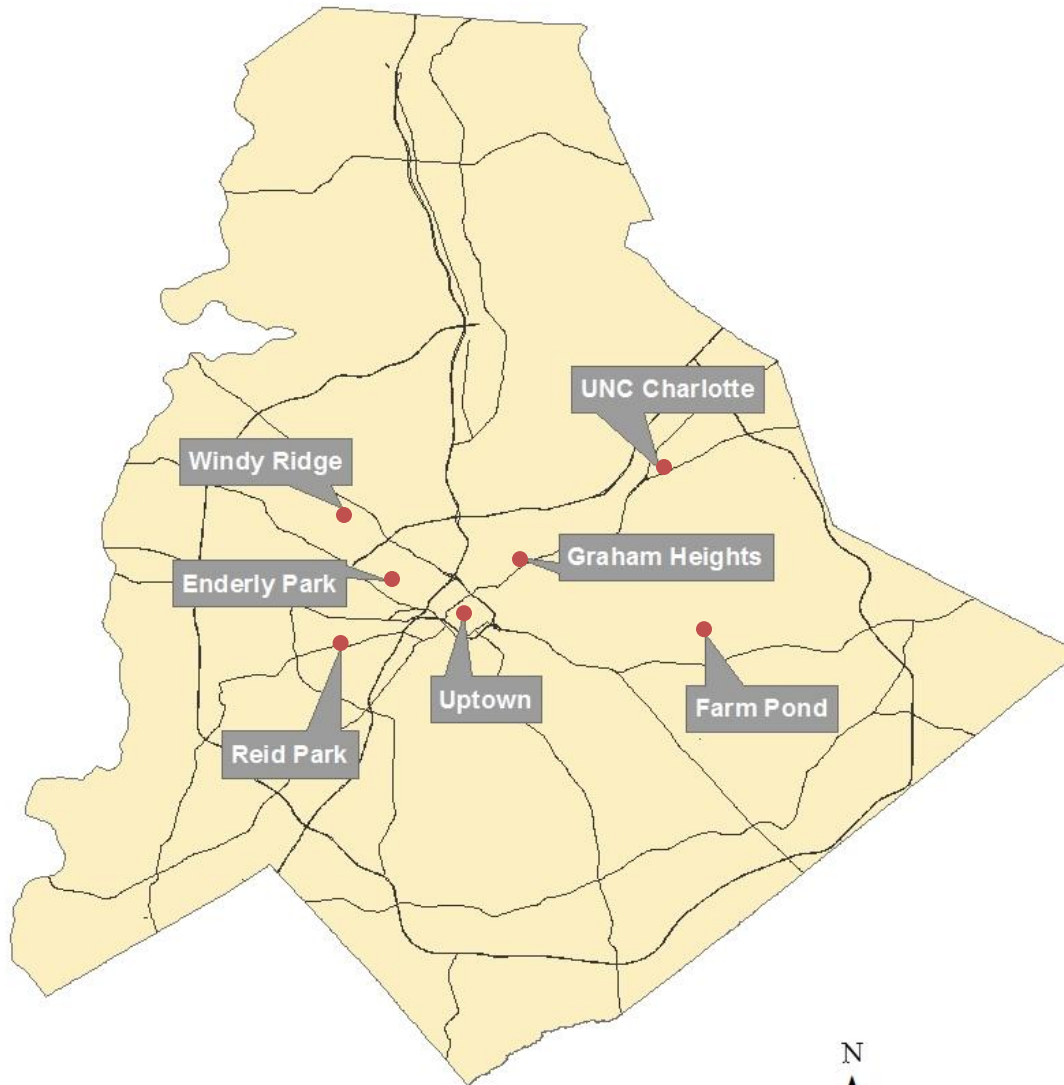 UNC Charlotte
Windy Ridge
Graham Heights
Enderly Park
Uptown
Farm Pond
Reid Park
N